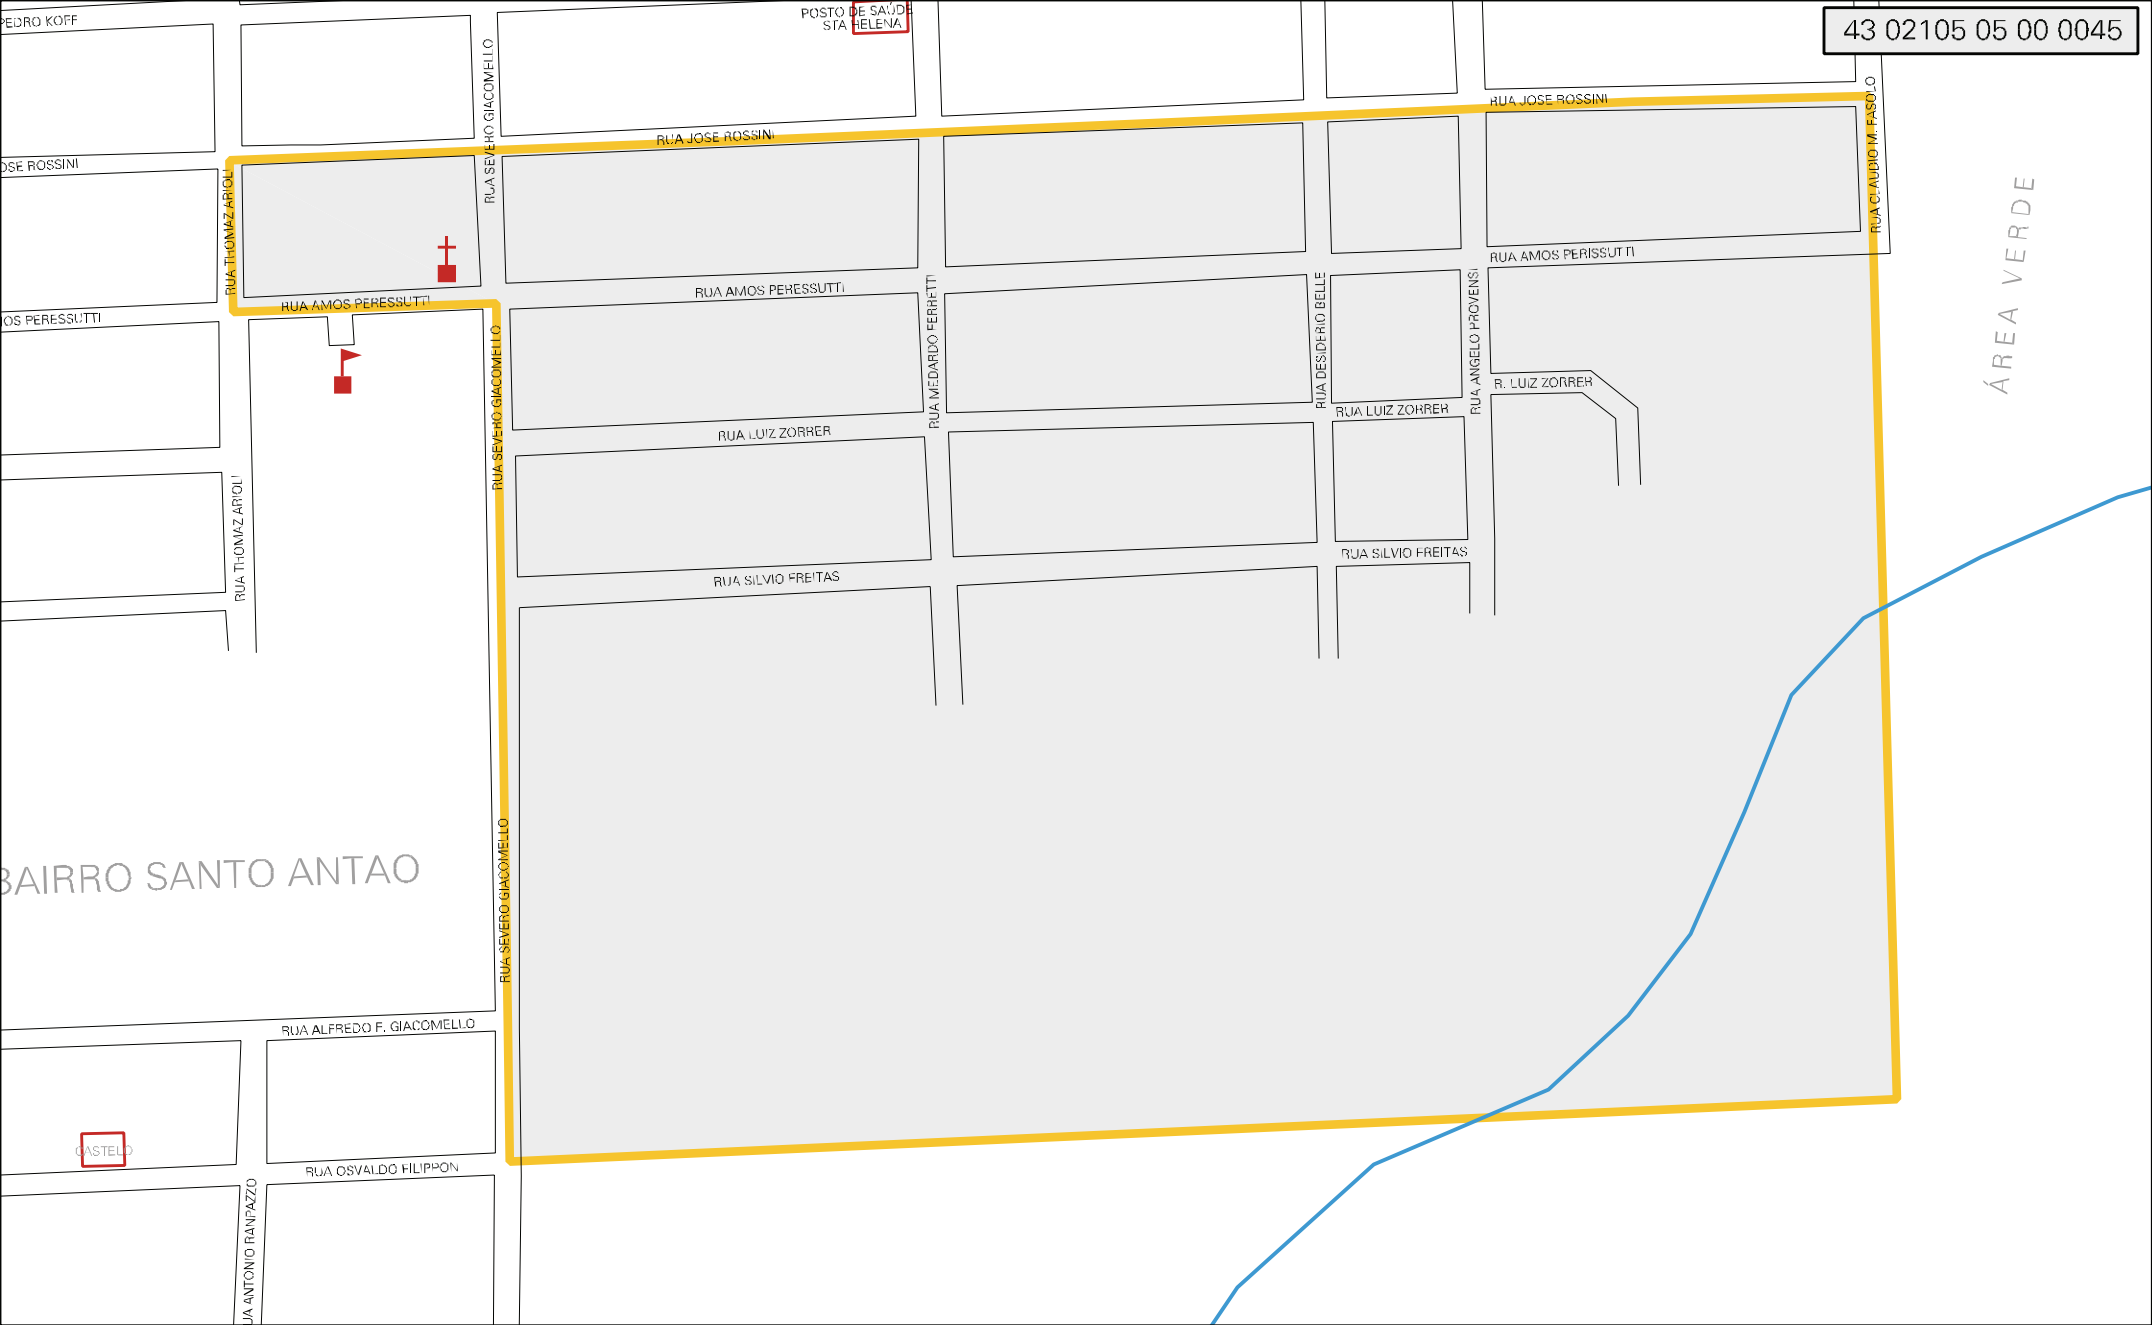 PEDRO KOFF
POSTO DE SAÚDE
STA HELENA
43 02105 05 00 0045
RUA SEVERO GIACOMELLO
RUA JOSE ROSSINI
RUA JOSE ROSSINI
OSE ROSSINI
RUA THOMAZ ARIOLI
RUA CLAUDIO M. FASOLO
ÁREA VERDE
RUA AMOS PERISSUTTI
RUA AMOS PERESSUTTI
RUA AMOS PERESSUTTI
OS PERESSUTTI
RUA MEDARDO FERRETTI
RUA DESIDERIO BELLE
RUA ANGELO PROVENSI
RUA SEVERO GIACOMELLO
R. LUIZ ZORRER
RUA LUIZ ZORRER
RUA LUIZ ZORRER
RUA THOMAZ ARIOLI
RUA SILVIO FREITAS
RUA SILVIO FREITAS
BAIRRO SANTO ANTAO
RUA SEVERO GIACOMELLO
RUA ALFREDO F. GIACOMELLO
CASTELO
RUA OSVALDO FILIPPON
UA ANTONIO RANPAZZO